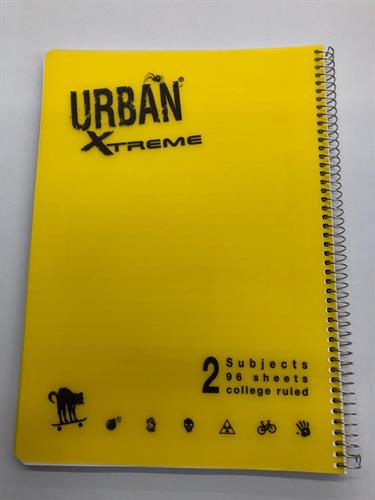 URBAN®
XTREME
2 Subjects
96 sheets
college ruled